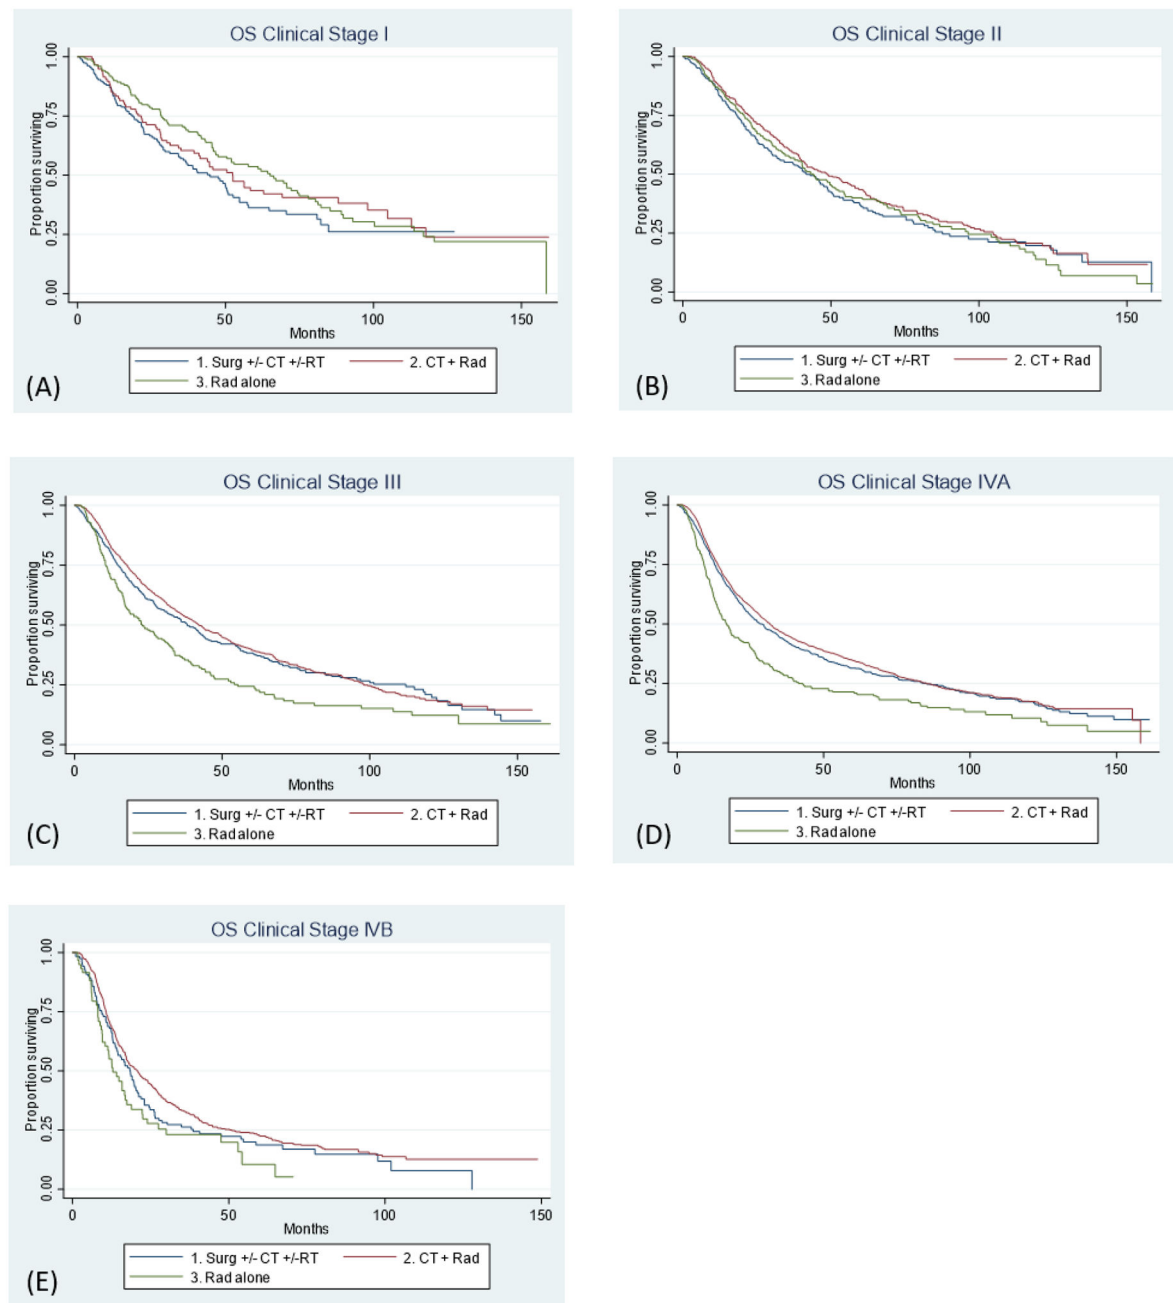 OS Clinical Stage I
Proportion surviving
1.00
0.75
0.50
0.25
0.00
0 50 100 150
Months
1. Surg +/- CT +/-RT 2. CT + Rad
3. Rad alone
(A)
OS Clinical Stage II
Proportion surviving
1.00
0.75
0.50
0.25
0.00
0 50 100 150
Months
1. Surg +/- CT +/-RT 2. CT + Rad
3. Rad alone
(B)
OS Clinical Stage III
Proportion surviving
1.00
0.75
0.50
0.25
0.00
0 50 100 150
Months
1. Surg +/- CT +/-RT 2. CT + Rad
3. Rad alone
(C)
OS Clinical Stage IVA
Proportion surviving
1.00
0.75
0.50
0.25
0.00
0 50 100 150
Months
1. Surg +/- CT +/-RT 2. CT + Rad
3. Rad alone
(D)
OS Clinical Stage IVB
Proportion surviving
1.00
0.75
0.50
0.25
0.00
0 50 100 150
Months
1. Surg +/- CT +/-RT 2. CT + Rad
3. Rad alone
(E)